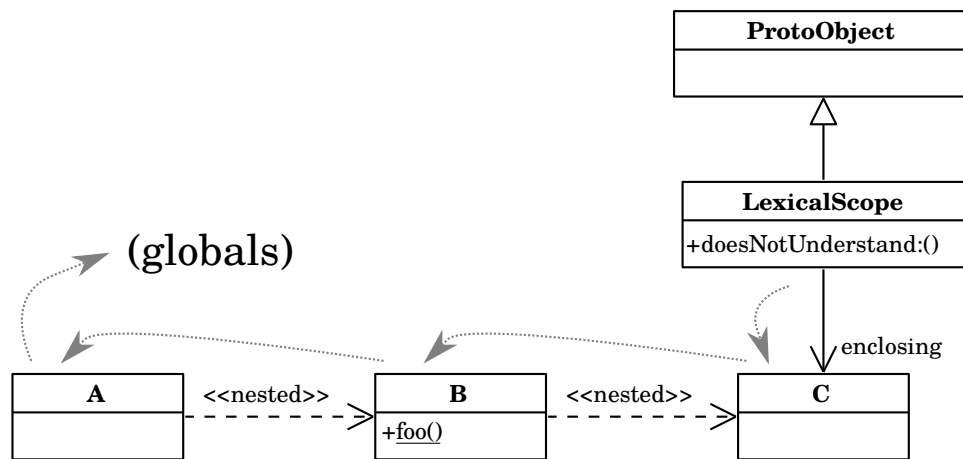 ProtoObject
LexicalScope
+doesNotUnderstand:()
(globals)
enclosing
A
<<nested>>
B
<<nested>>
C
+foo()